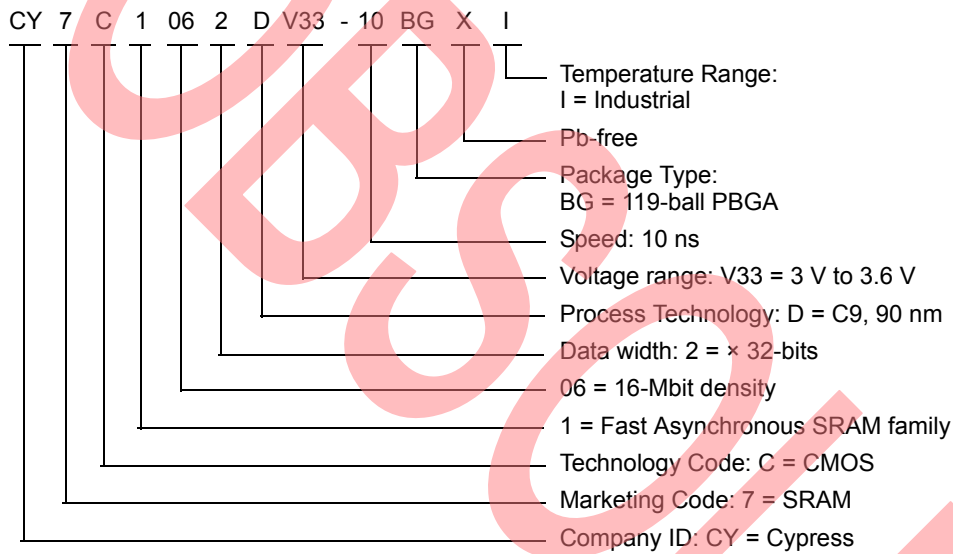 CY 7 C 1 06 2 D V33 - 10 BG X I
Temperature Range:
I = Industrial
Pb-free
Package Type:
BG = 119-ball PBGA
Speed: 10 ns
Voltage range: V33 = 3 V to 3.6 V
Process Technology: D = C9, 90 nm
Data width: 2 = × 32-bits
06 = 16-Mbit density
1 = Fast Asynchronous SRAM family
Technology Code: C = CMOS
Marketing Code: 7 = SRAM
Company ID: CY = Cypress